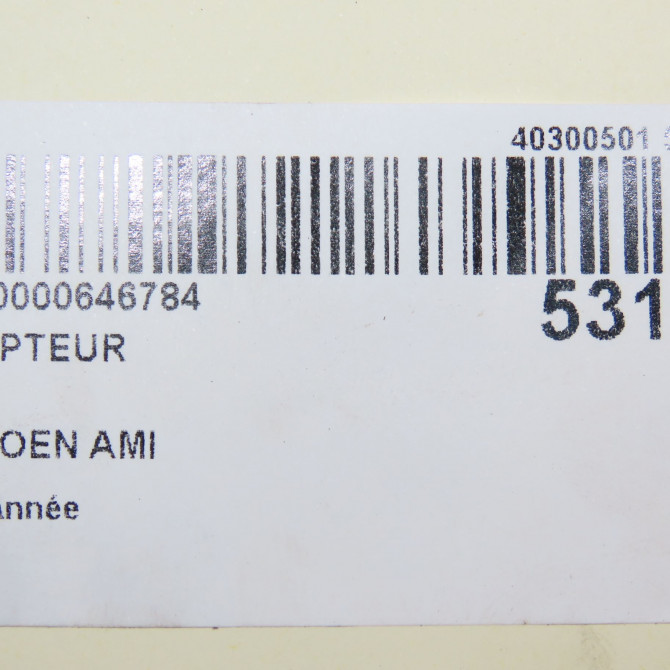 40300501
0000646784
531
PTEUR
OEN AMI
Année